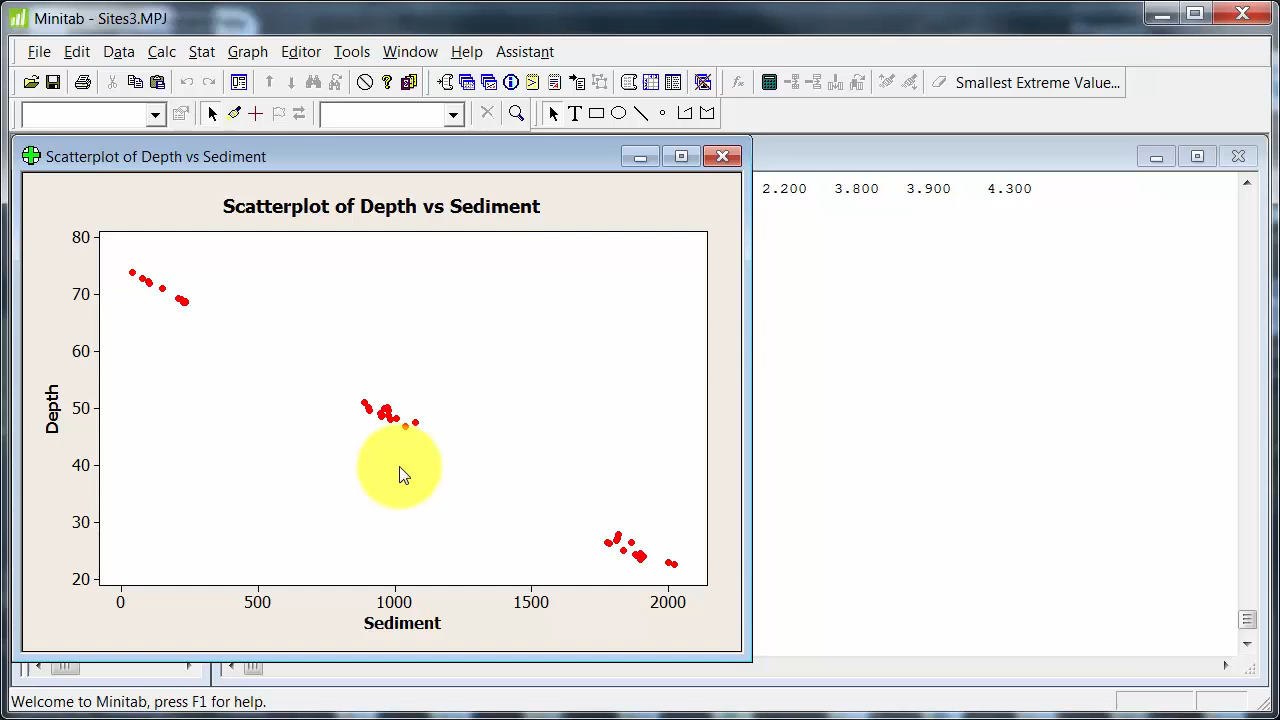 Minitab - Sites3.MPJ
File Edit Data Calc Stat Graph Editor Tools Window Help Assistant
Smallest Extreme Value...
Scatterplot of Depth vs Sediment
2.200 3.800 3.900 4.300
Scatterplot of Depth vs Sediment
80
70
60
50
40
30
20
Depth
0 500 1000 1500 2000
Sediment
Welcome to Minitab, press F1 for help.